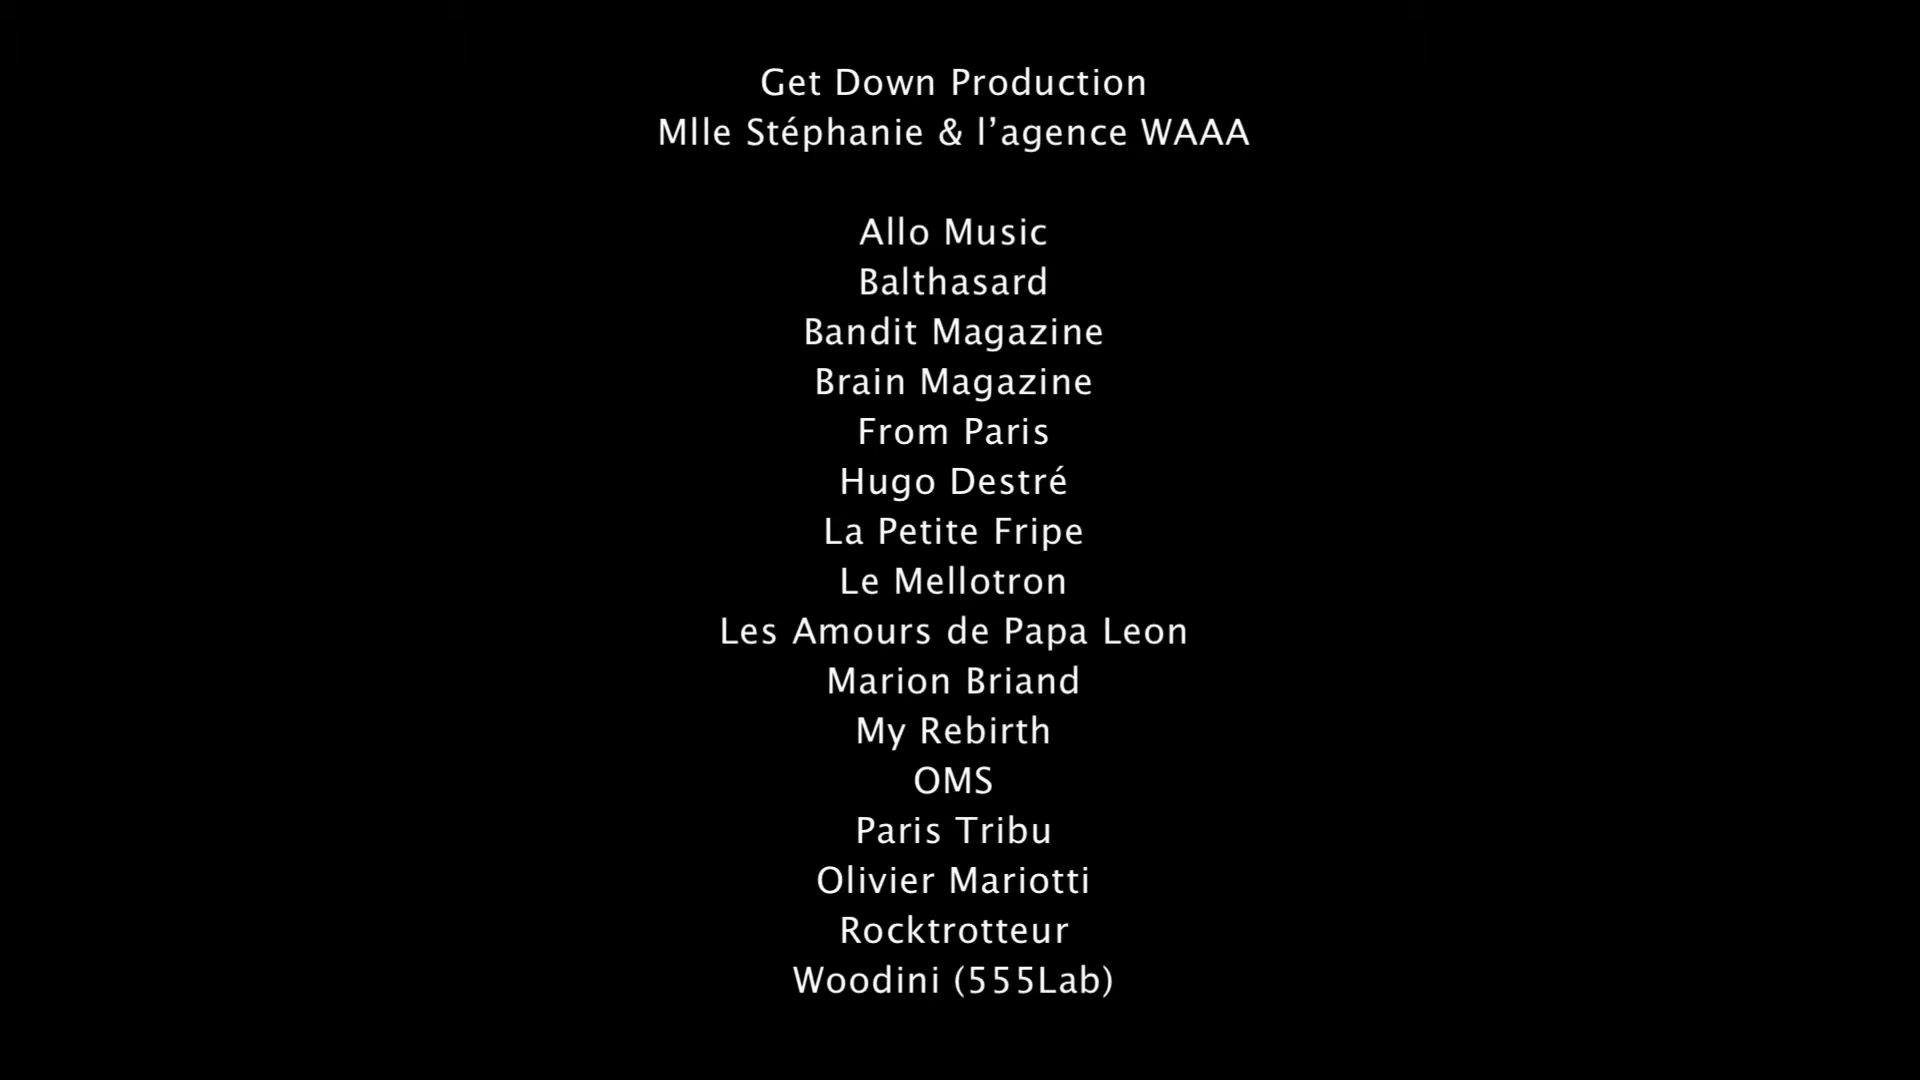 Get Down Production
Mlle Stéphanie & l’agence WAAA
Allo Music
Balthasard
Bandit Magazine
Brain Magazine
From Paris
Hugo Destré
La Petite Fripe
Le Mellotron
Les Amours de Papa Leon
Marion Briand
My Rebirth
OMS
Paris Tribu
Olivier Mariotti
Rocktrotteur
Woodini (555Lab)